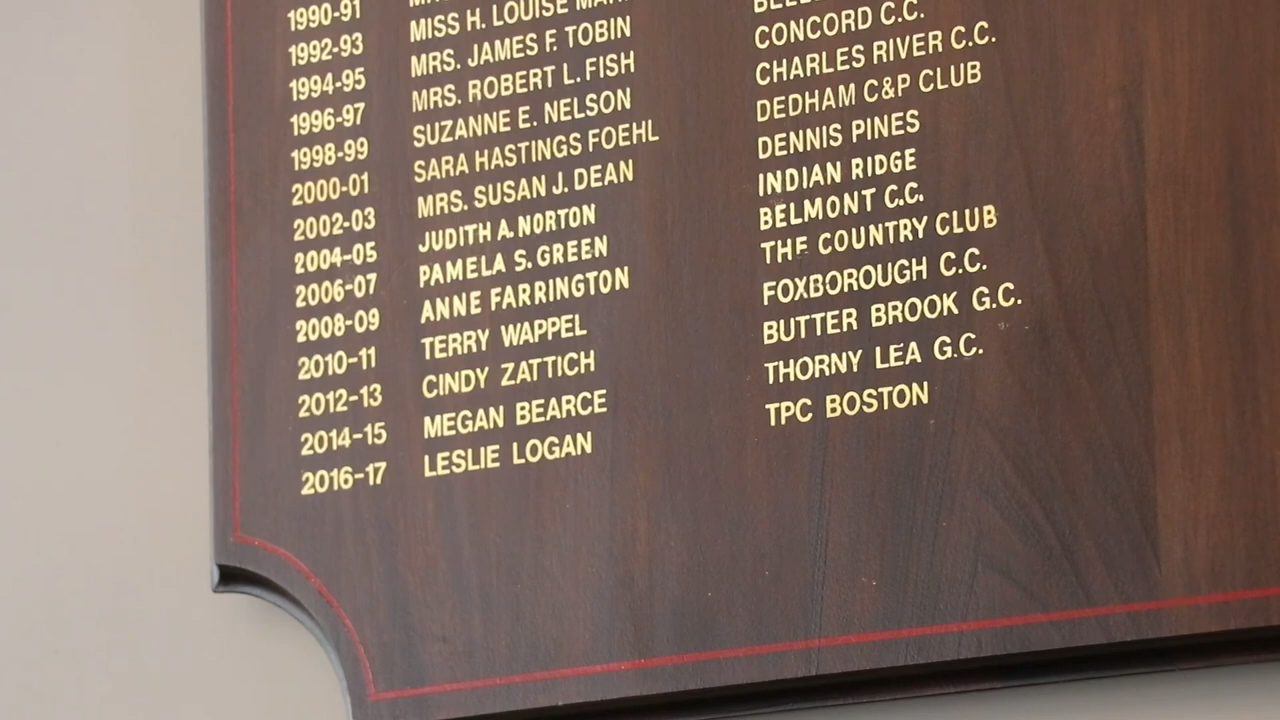 1990-91
1992-93 MISS H. LOUISE
1994-95 MRS. JAMES F. TOBIN
1996-97 MRS. ROBERT L. FISH CONCORD C.C.
1998-99 SUZANNE E. NELSON CHARLES RIVER C.C.
2000-01 SARA HASTINGS FOEHL DEDHAM C&P CLUB
2002-03 MRS. SUSAN J. DEAN DENNIS PINES
2004-05 JUDITH A. NORTON INDIAN RIDGE
2006-07 PAMELA S. GREEN BELMONT C.C.
2008-09 ANNE FARRINGTON THE COUNTRY CLUB
2010-11 TERRY WAPPEL FOXBOROUGH C.C.
2012-13 CINDY ZATTICH BUTTER BROOK G.C.
2014-15 MEGAN BEARCE THORNY LEA G.C.
2016-17 LESLIE LOGAN TPC BOSTON